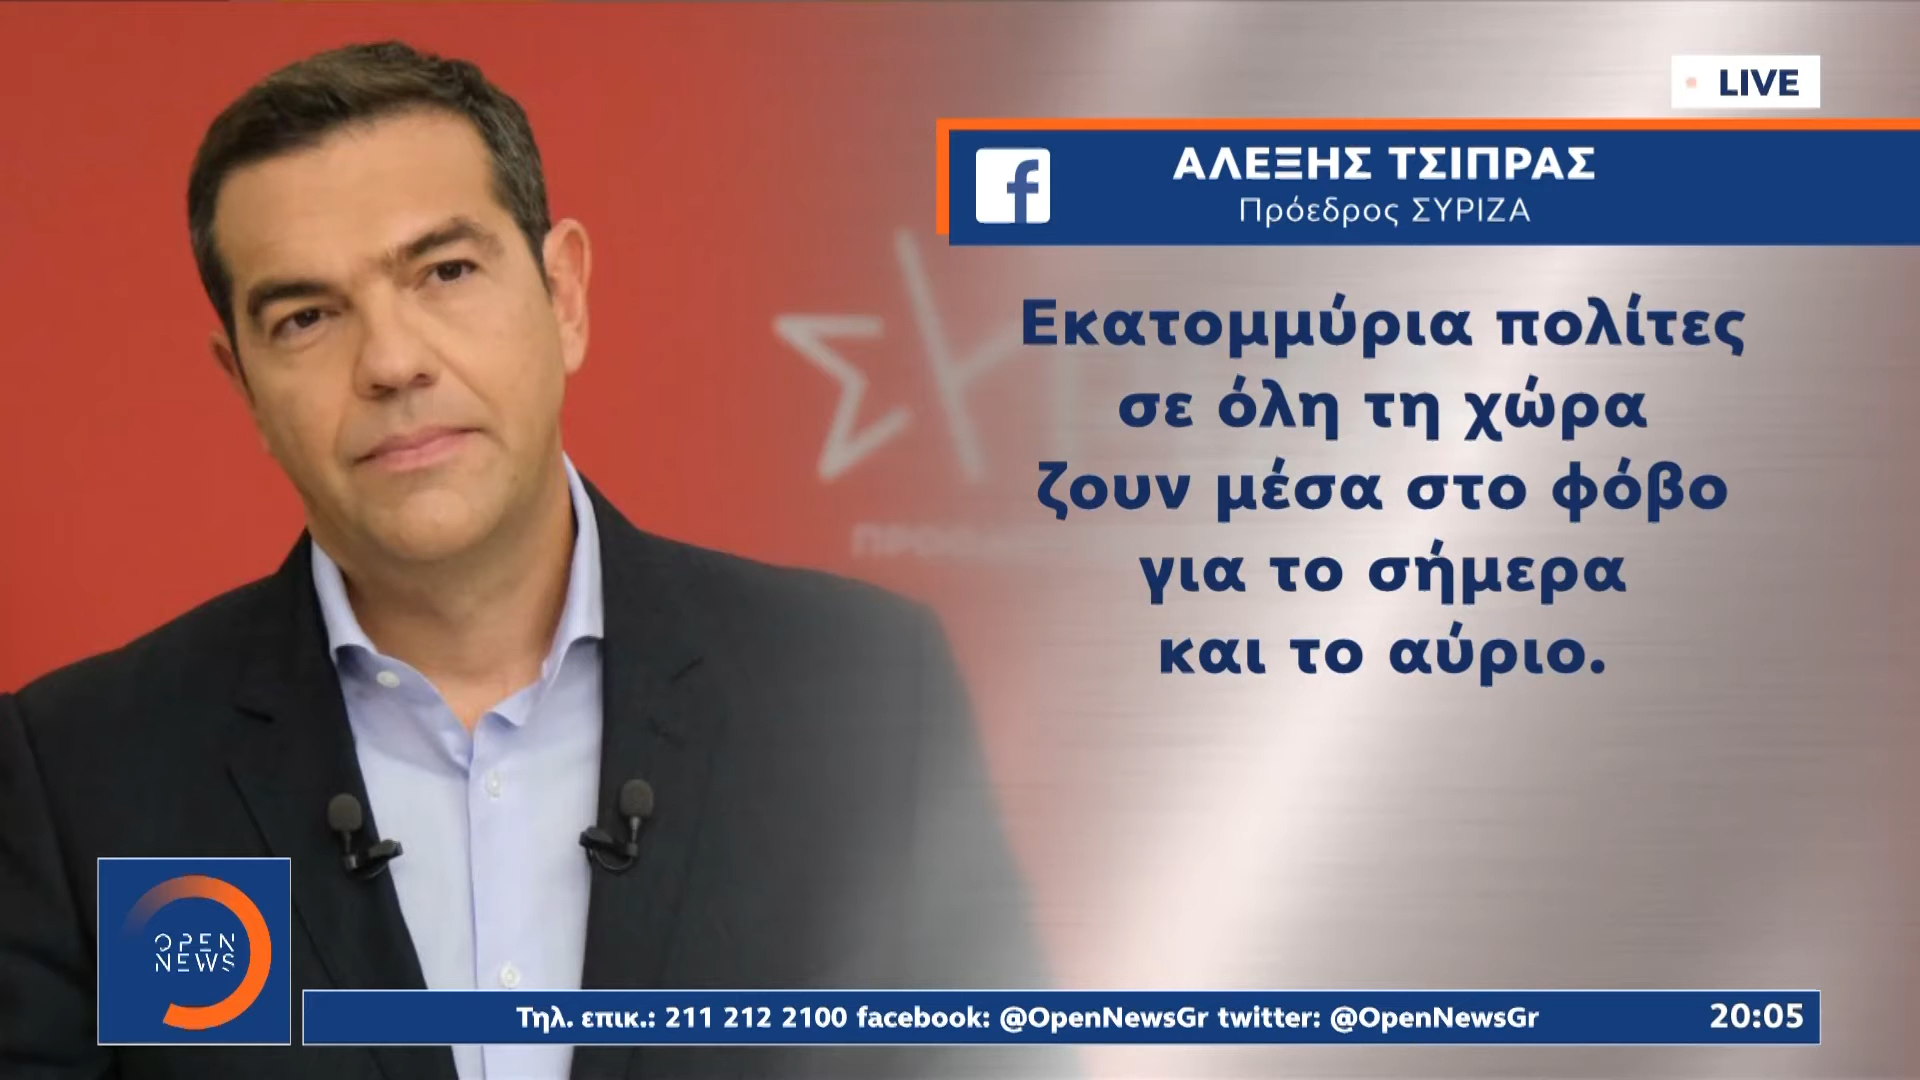 LIVE
ΑΛΕΞΗΣ ΤΣΙΠΡΑΣ
Πρόεδρος ΣΥΡΙΖΑ
Εκατομμύρια πολίτες
σε όλη τη χώρα
ζουν μέσα στο φόβο
για το σήμερα
και το αύριο.
ΣΥ
OPEN
NEWS
Τηλ. επικ.: 211 212 2100 facebook: @OpenNewsGr twitter: @OpenNewsGr
20:05